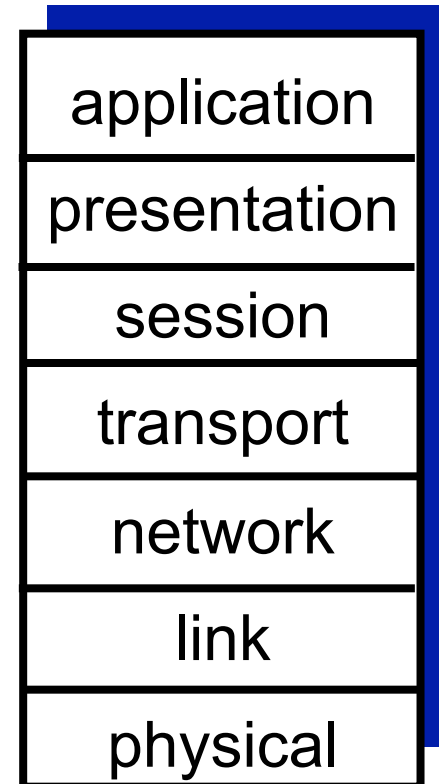 application
presentation
session
transport
network
link
physical